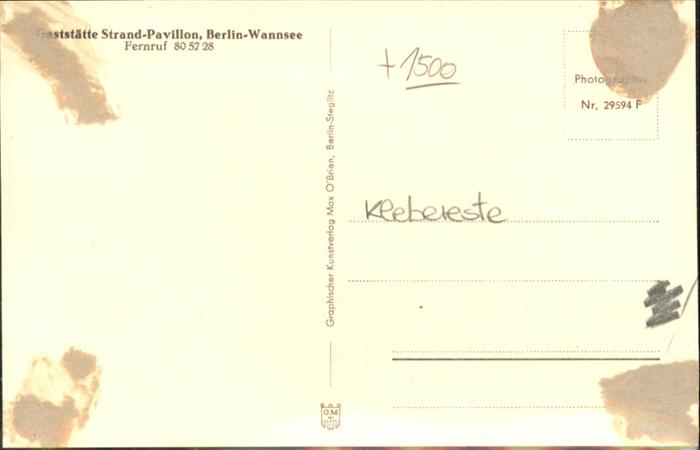 Gaststätte Strand-Pavillon, Berlin-Wannsee
Fernruf 80 57 28
+1500
Photographie
Nr. 29594 F
Graphischer Kunstverlag Max O'Brien, Berlin-Steglitz
Klebereste
OM